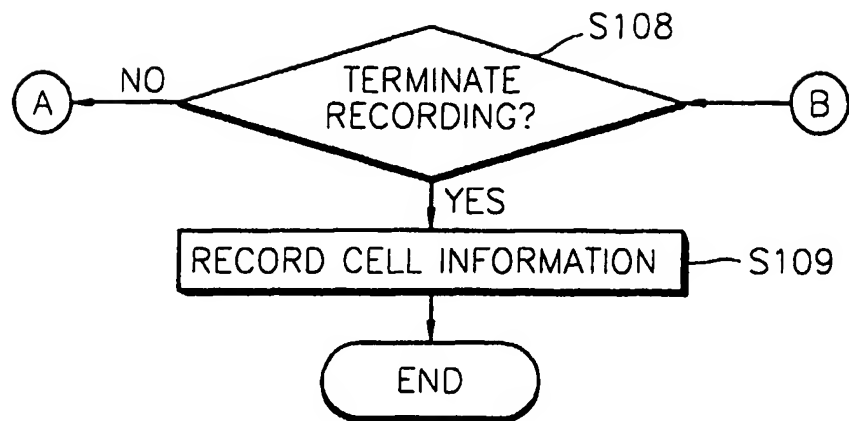 S108
A
NO
TERMINATE
RECORDING?
B
YES
RECORD CELL INFORMATION
S109
END